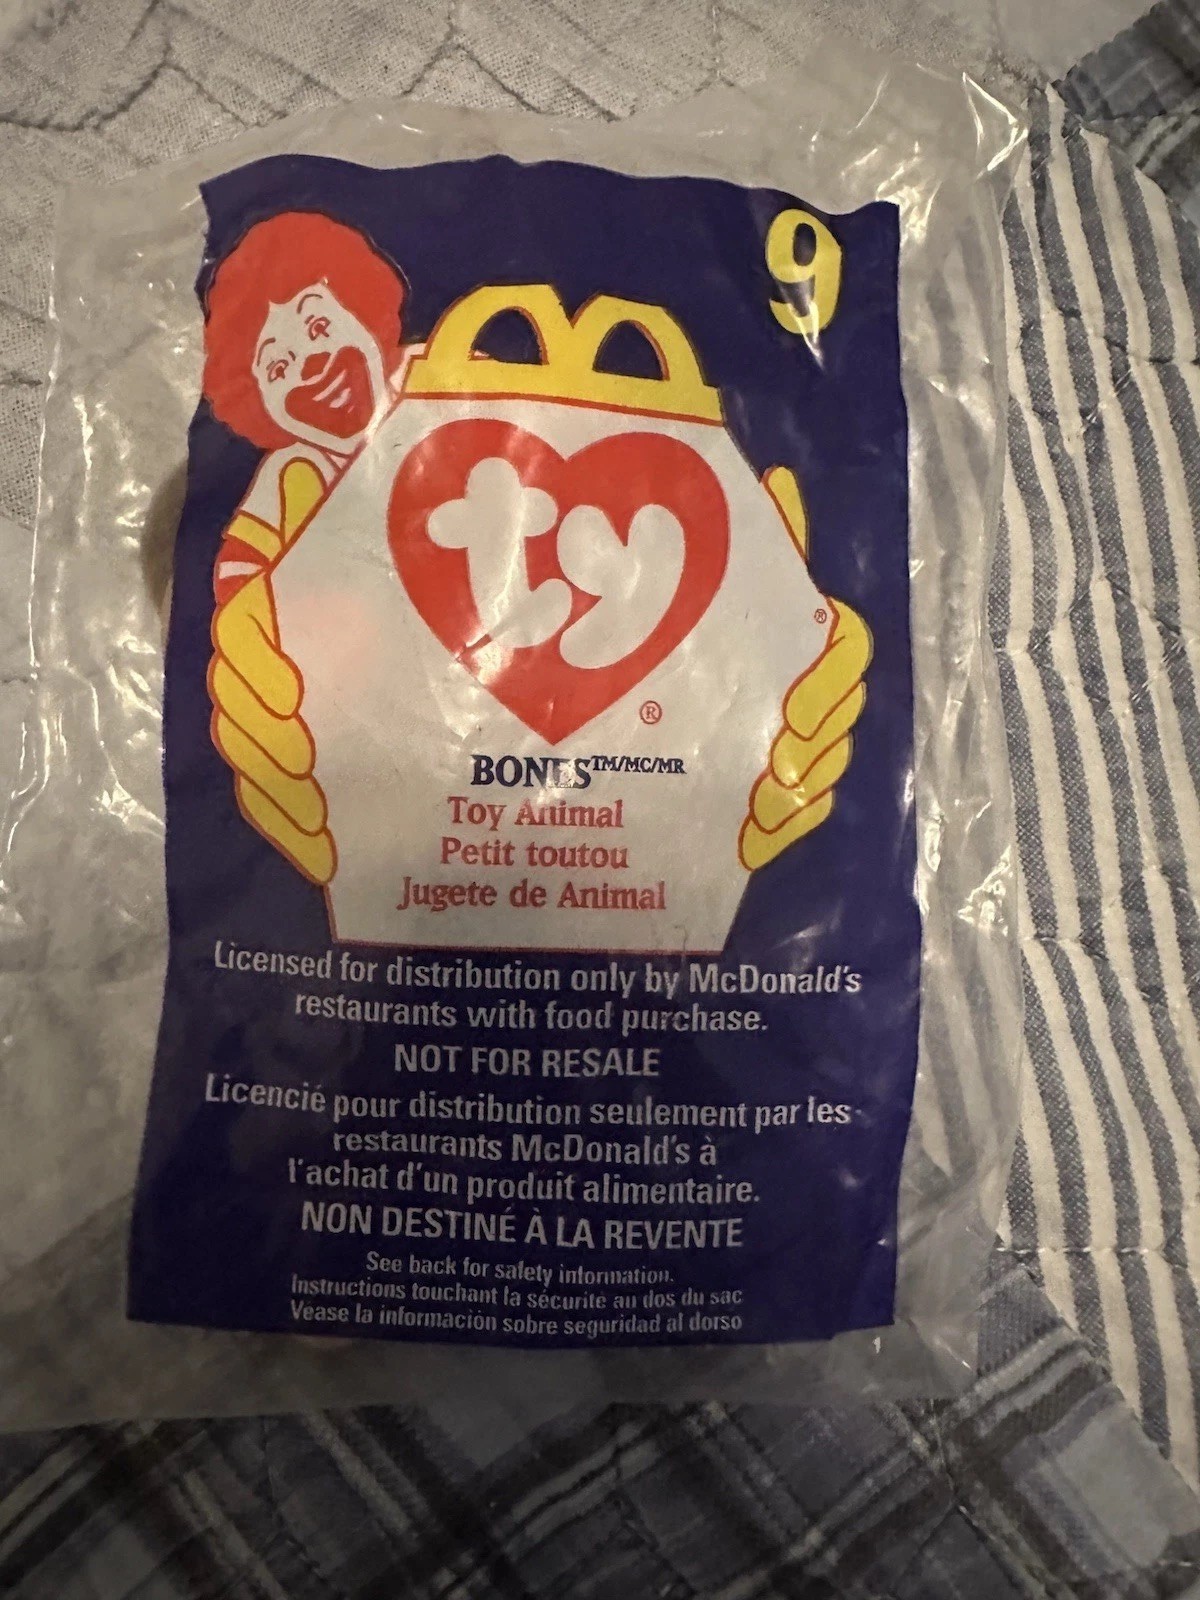 9
ty
®
®
BONES™/MC/MR
Toy Animal
Petit toutou
Jugete de Animal
Licensed for distribution only by McDonald's
restaurants with food purchase.
NOT FOR RESALE
Licencié pour distribution seulement par les
restaurants McDonald's à
l'achat d'un produit alimentaire.
NON DESTINÉ À LA REVENTE
See back for safety information.
Instructions touchant la sécurité au dos du sac
Véase la información sobre seguridad al dorso